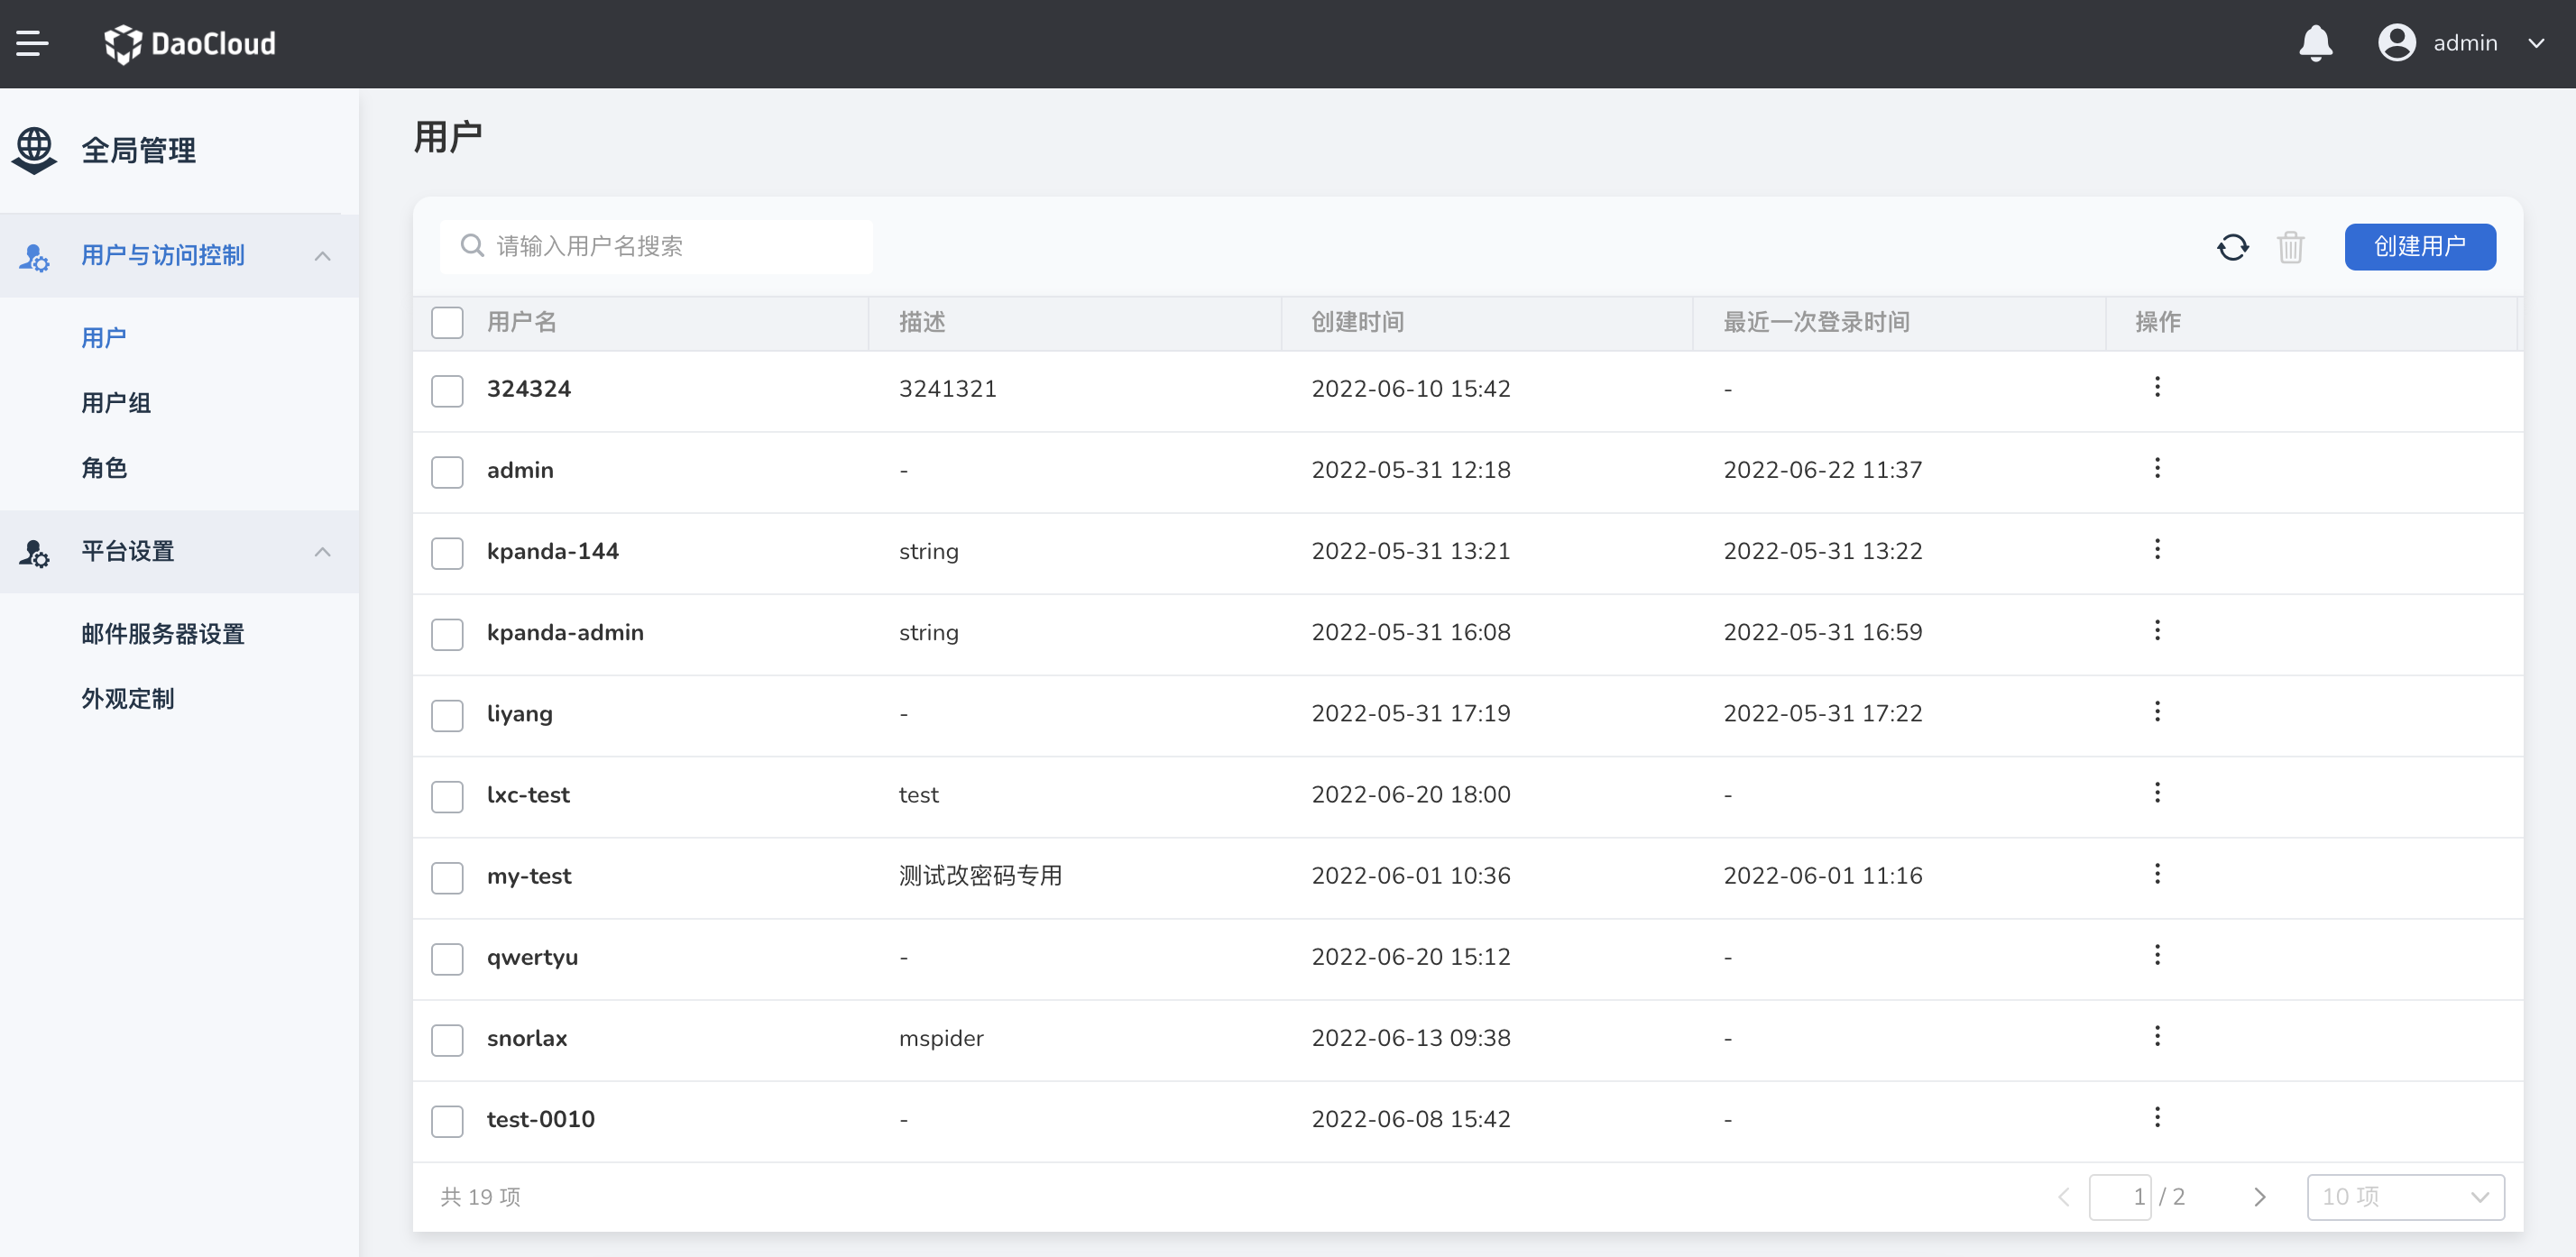 DaoCloud
admin
全局管理
用户与访问控制
用户
用户组
角色
平台设置
邮件服务器设置
外观定制
用户
请输入用户名搜索
创建用户
用户名 描述 创建时间 最近一次登录时间 操作
324324 3241321 2022-06-10 15:42 -
admin - 2022-05-31 12:18 2022-06-22 11:37
kpanda-144 string 2022-05-31 13:21 2022-05-31 13:22
kpanda-admin string 2022-05-31 16:08 2022-05-31 16:59
liyang - 2022-05-31 17:19 2022-05-31 17:22
lxc-test test 2022-06-20 18:00 -
my-test 测试改密码专用 2022-06-01 10:36 2022-06-01 11:16
qwertyu - 2022-06-20 15:12 -
snorlax mspider 2022-06-13 09:38 -
test-0010 - 2022-06-08 15:42 -
共 19 项 1 / 2 10 项